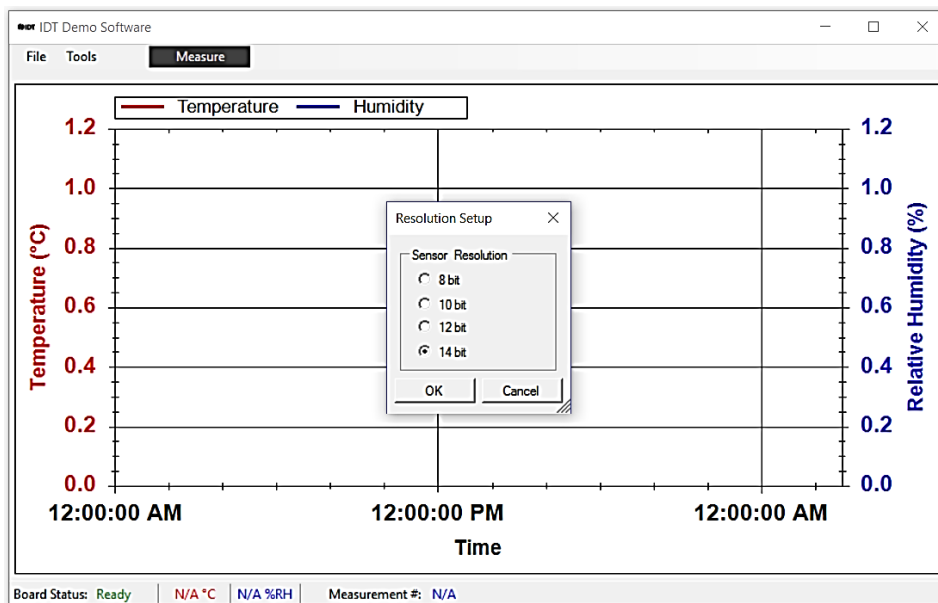 IDT IDT Demo Software
File Tools Measure
Temperature Humidity
1.2 1.2
1.0 1.0
Resolution Setup
Sensor Resolution
8 bit
10 bit
12 bit
14 bit
OK Cancel
0.8 0.8
0.6 0.6
0.4 0.4
0.2 0.2
0.0 0.0
Temperature (°C)
Relative Humidity (%)
12:00:00 AM 12:00:00 PM 12:00:00 AM
Time
Board Status: Ready N/A °C N/A %RH Measurement #: N/A